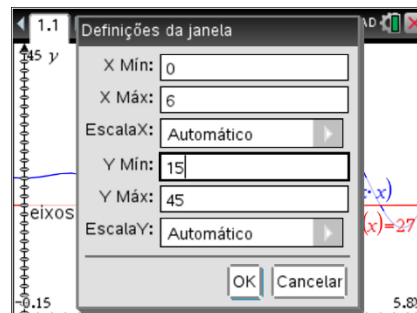 1.1
Definições da janela
45 y
X Mín: 0
X Máx: 6
EscalaX: Automático
Y Mín: 15
Y Máx: 45
EscalaY: Automático
eixos
x)
(x)=27
OK Cancelar
-0.15
5.8